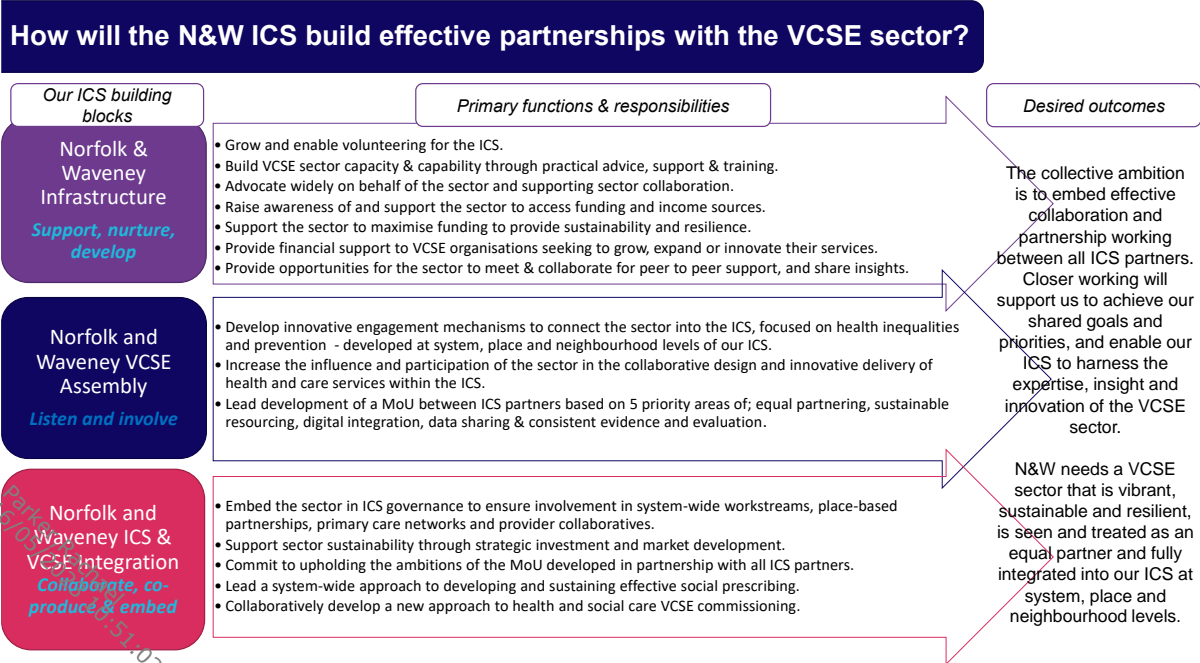 How will the N&W ICS build effective partnerships with the VCSE sector?
Our ICS building
blocks
Primary functions & responsibilities
Desired outcomes
Norfolk &
Waveney
Infrastructure
Support, nurture,
develop
• Grow and enable volunteering for the ICS.
• Build VCSE sector capacity & capability through practical advice, support & training.
• Advocate widely on behalf of the sector and supporting sector collaboration.
• Raise awareness of and support the sector to access funding and income sources.
• Support the sector to maximise funding to provide sustainability and resilience.
• Provide financial support to VCSE organisations seeking to grow, expand or innovate their services.
• Provide opportunities for the sector to meet & collaborate for peer to peer support, and share insights.
Norfolk and
Waveney VCSE
Assembly
Listen and involve
• Develop innovative engagement mechanisms to connect the sector into the ICS, focused on health inequalities
and prevention - developed at system, place and neighbourhood levels of our ICS.
• Increase the influence and participation of the sector in the collaborative design and innovative delivery of
health and care services within the ICS.
• Lead development of a MoU between ICS partners based on 5 priority areas of; equal partnering, sustainable
resourcing, digital integration, data sharing & consistent evidence and evaluation.
Norfolk and
Waveney ICS &
VCSE Integration
Collaborate, co-
produce & embed
• Embed the sector in ICS governance to ensure involvement in system-wide workstreams, place-based
partnerships, primary care networks and provider collaboratives.
• Support sector sustainability through strategic investment and market development.
• Commit to upholding the ambitions of the MoU developed in partnership with all ICS partners.
• Lead a system-wide approach to developing and sustaining effective social prescribing.
• Collaboratively develop a new approach to health and social care VCSE commissioning.
The collective ambition
is to embed effective
collaboration and
partnership working
between all ICS partners.
Closer working will
support us to achieve our
shared goals and
priorities, and enable our
ICS to harness the
expertise, insight and
innovation of the VCSE
sector.
N&W needs a VCSE
sector that is vibrant,
sustainable and resilient,
is seen and treated as an
equal partner and fully
integrated into our ICS at
system, place and
neighbourhood levels.